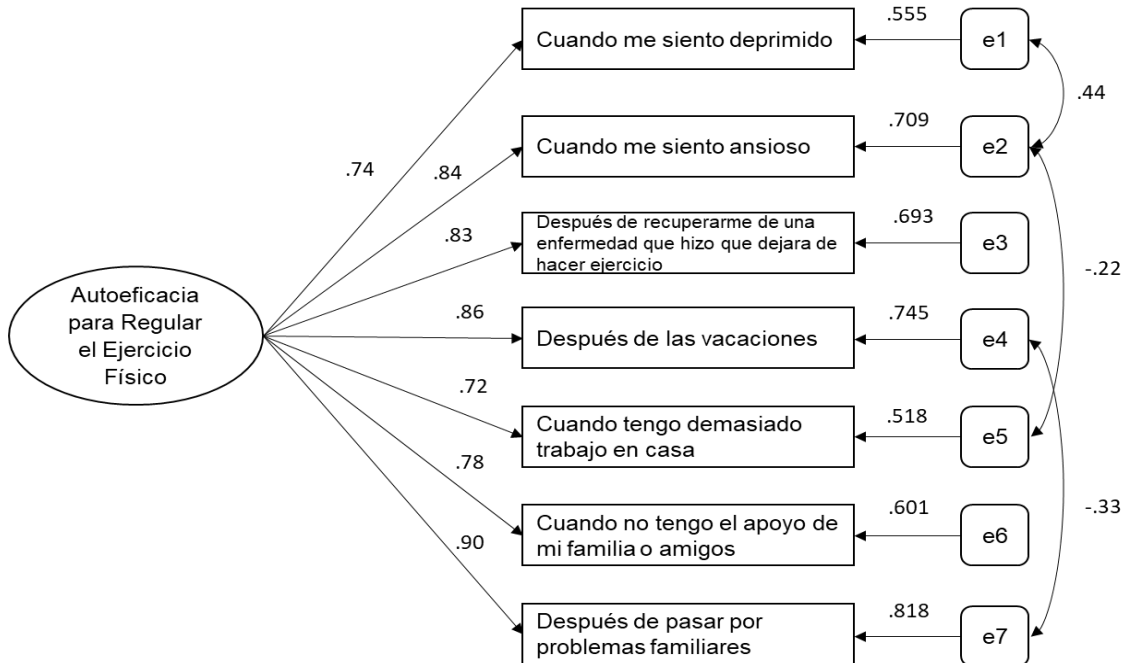 .555
Cuando me siento deprimido
e1
.44
.709
Cuando me siento ansioso
e2
.74
.84
Después de recuperarme de una
enfermedad que hizo que dejara de
hacer ejercicio
.693
e3
.83
-.22
Autoeficacia
para Regular
el Ejercicio
Físico
.86
Después de las vacaciones
.745
e4
.72
Cuando tengo demasiado
trabajo en casa
.518
e5
.78
Cuando no tengo el apoyo de
mi familia o amigos
.601
e6
-.33
.90
Después de pasar por
problemas familiares
.818
e7